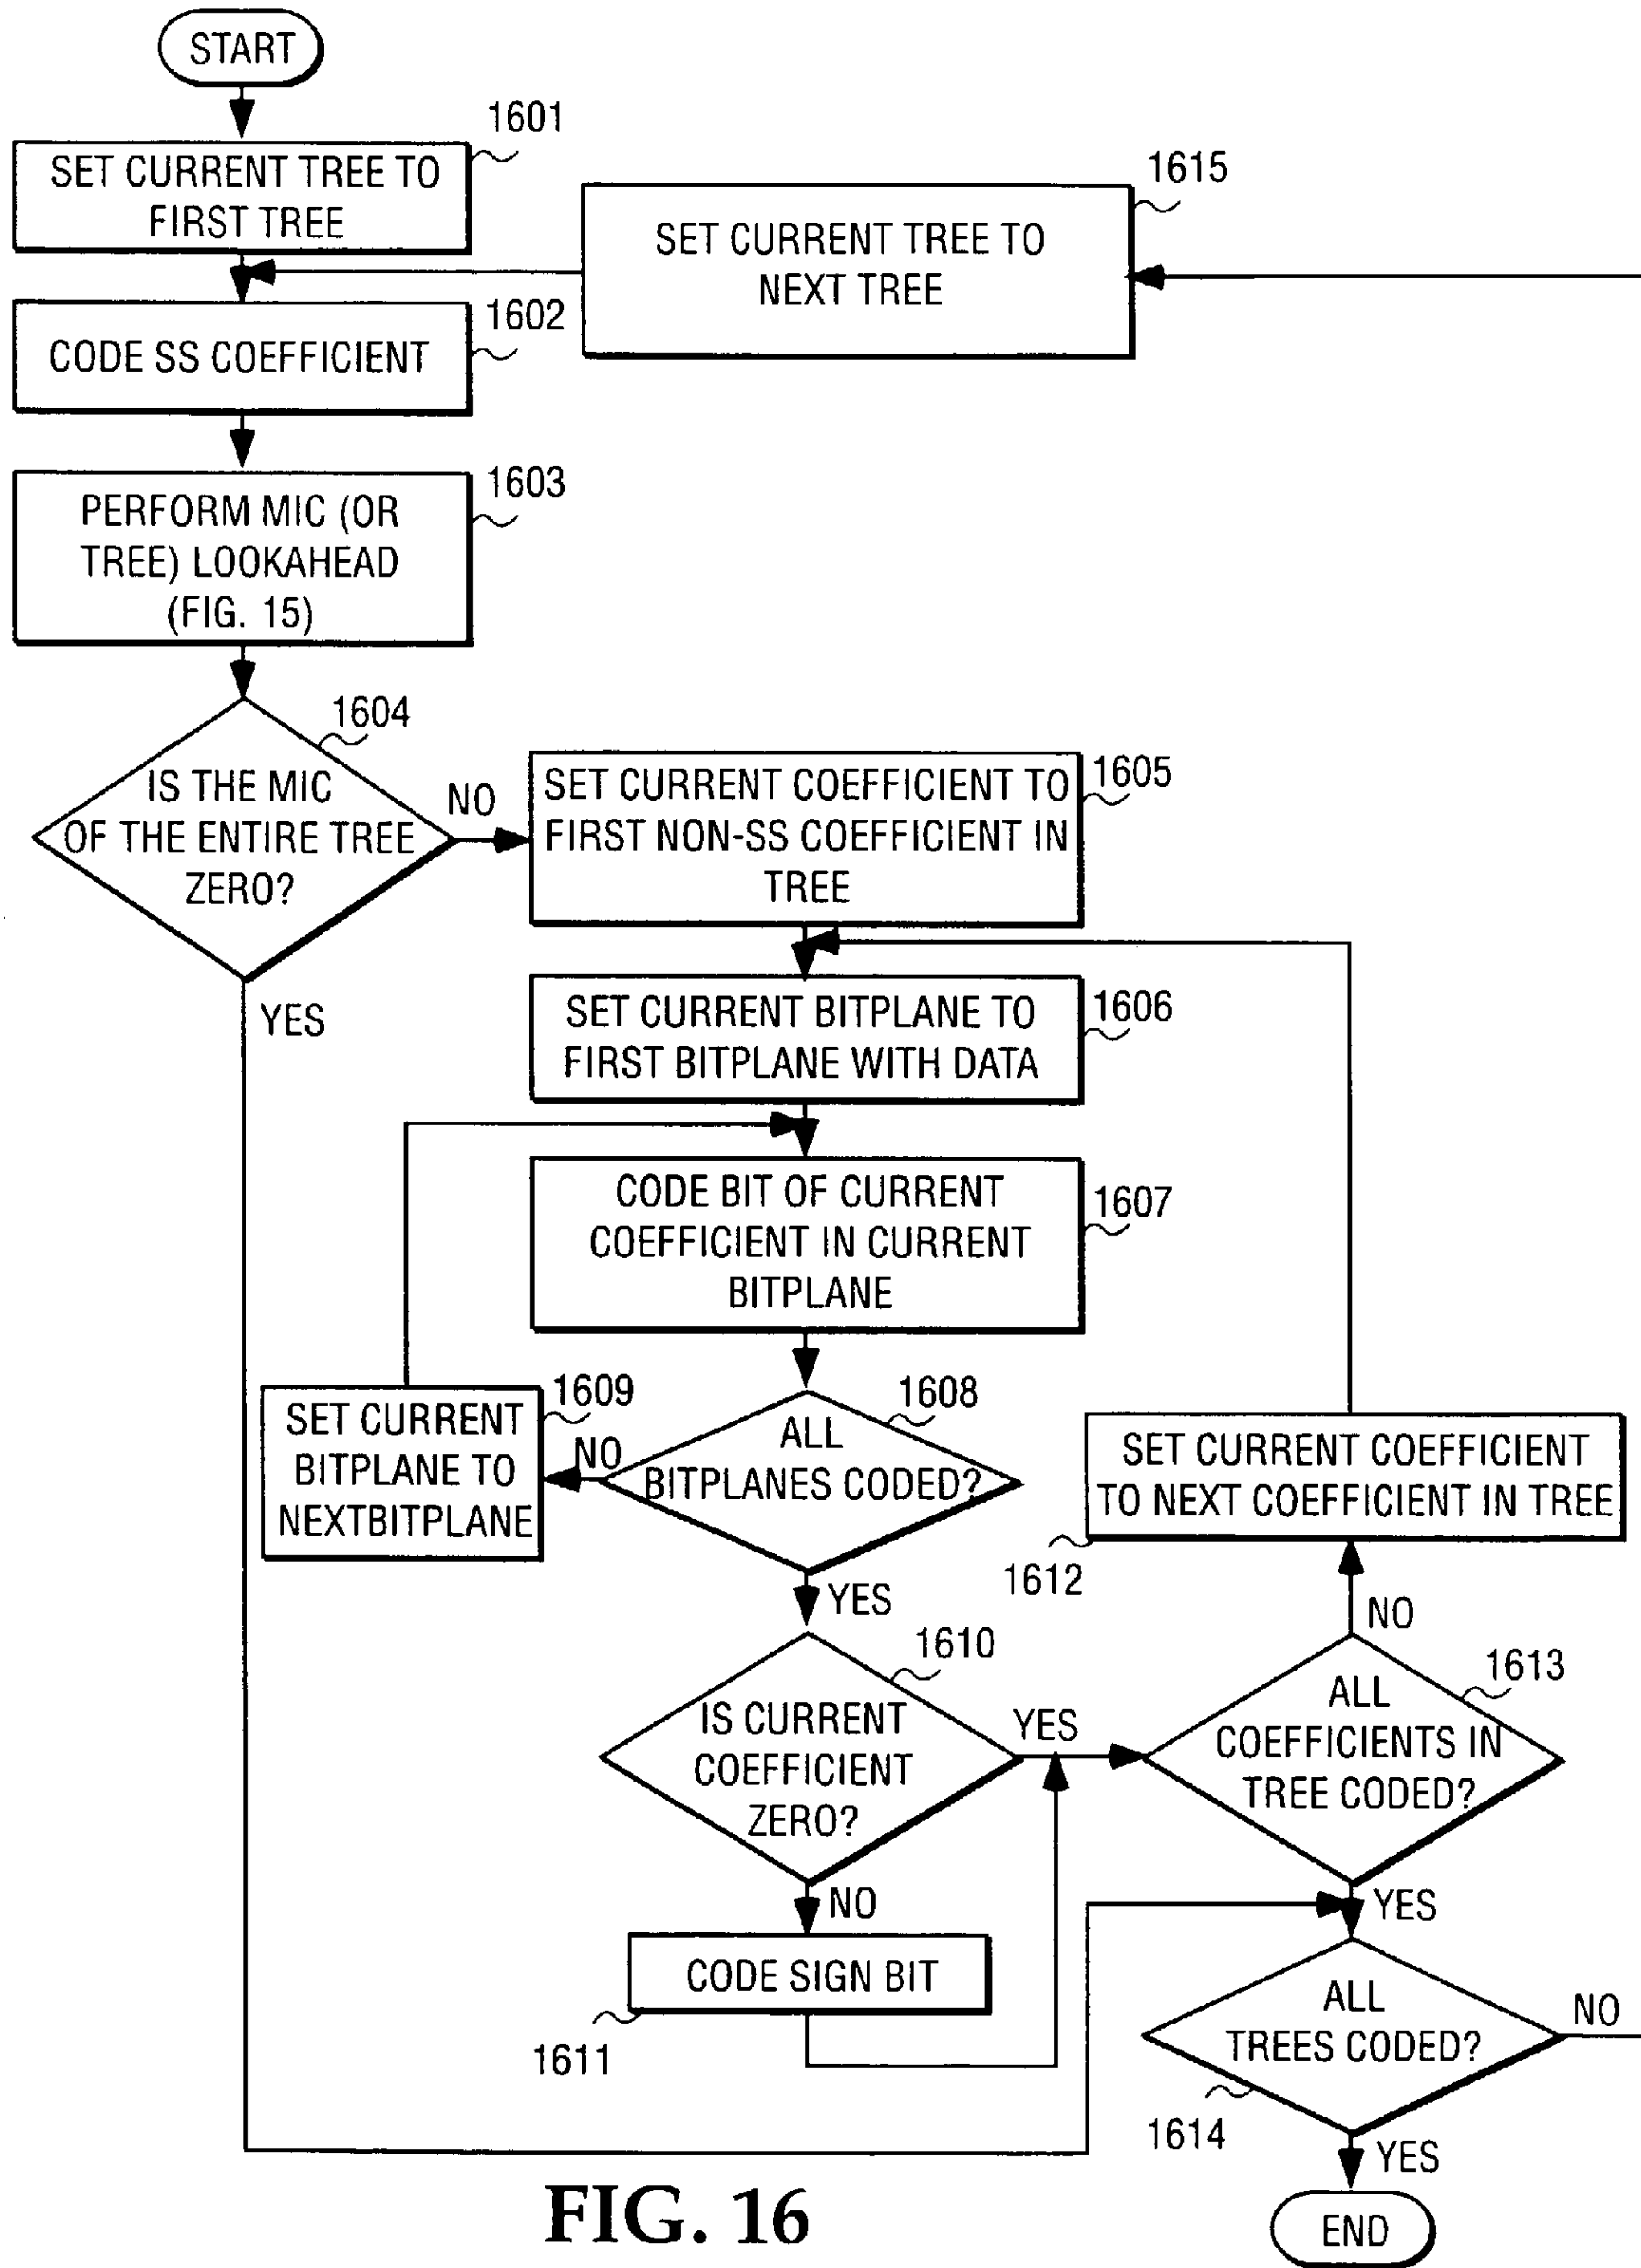 START
1601
SET CURRENT TREE TO
FIRST TREE
1615
SET CURRENT TREE TO
NEXT TREE
1602
CODE SS COEFFICIENT
1603
PERFORM MIC (OR
TREE) LOOKAHEAD
(FIG. 15)
1604
IS THE MIC
OF THE ENTIRE TREE
ZERO?
NO
YES
1605
SET CURRENT COEFFICIENT TO
FIRST NON-SS COEFFICIENT IN
TREE
1606
SET CURRENT BITPLANE TO
FIRST BITPLANE WITH DATA
1607
CODE BIT OF CURRENT
COEFFICIENT IN CURRENT
BITPLANE
1608
ALL
BITPLANES CODED?
NO
YES
1609
SET CURRENT
BITPLANE TO
NEXTBITPLANE
1610
IS CURRENT
COEFFICIENT
ZERO?
YES
NO
CODE SIGN BIT
1611
SET CURRENT COEFFICIENT
TO NEXT COEFFICIENT IN TREE
1612
NO
1613
ALL
COEFFICIENTS IN
TREE CODED?
YES
ALL
TREES CODED?
NO
1614
YES
END
FIG. 16